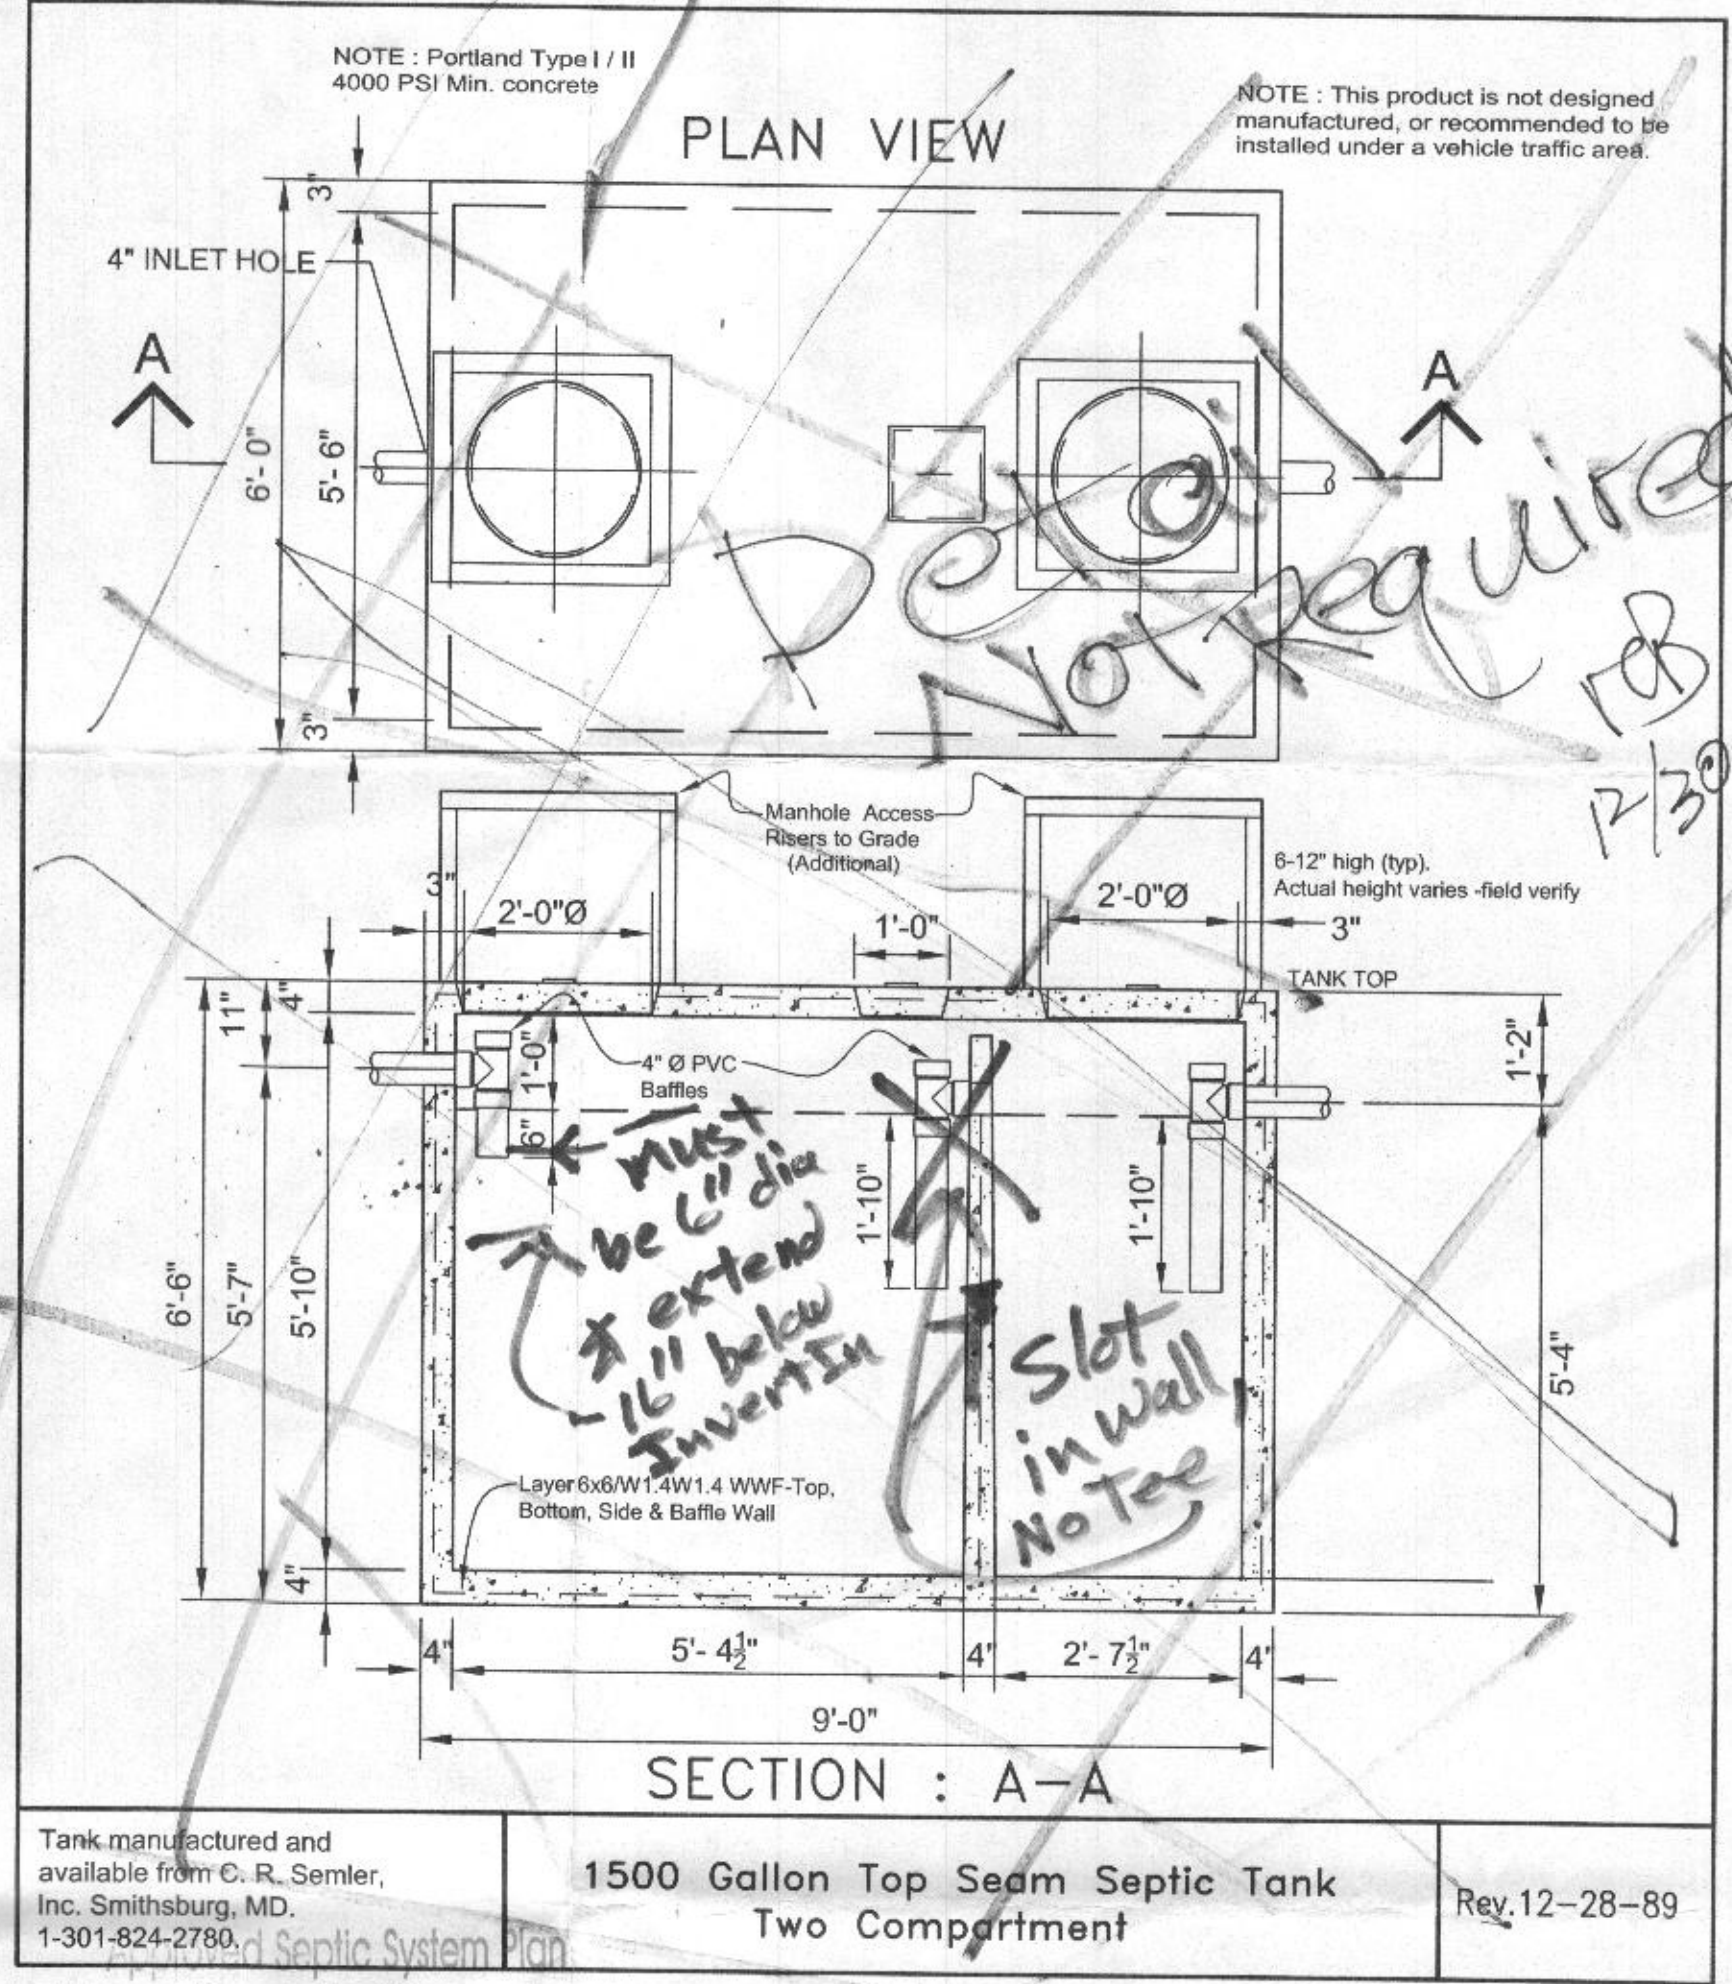 NOTE : Portland Type I / II
4000 PSI Min. concrete
NOTE : This product is not designed
manufactured, or recommended to be
installed under a vehicle traffic area.
PLAN VIEW
3"
4" INLET HOLE
A
A
6'- 0"
5'- 6"
3"
Not Required
12/30
Manhole Access
Risers to Grade
(Additional)
6-12" high (typ).
Actual height varies -field verify
3"
2'-0"Ø
1'-0"
2'-0"Ø
3"
TANK TOP
11"
4"
1'-0"
4" Ø PVC
Baffles
1'-2"
6"
must
be 6" dia
extend
16" below
Invert In
1'-10"
1'-10"
6'-6"
5'-7"
5'-10"
5'-4"
Slot
in wall
No Tee
Layer 6x6/W1.4W1.4 WWF-Top,
Bottom, Side & Baffle Wall
4"
4"
5'- 4½"
4"
2'- 7½"
4"
9'-0"
SECTION : A-A
Tank manufactured and
available from C. R. Semler,
Inc. Smithsburg, MD.
1-301-824-2780.
1500 Gallon Top Seam Septic Tank
Two Compartment
Rev.12-28-89
Approved Septic System Plan